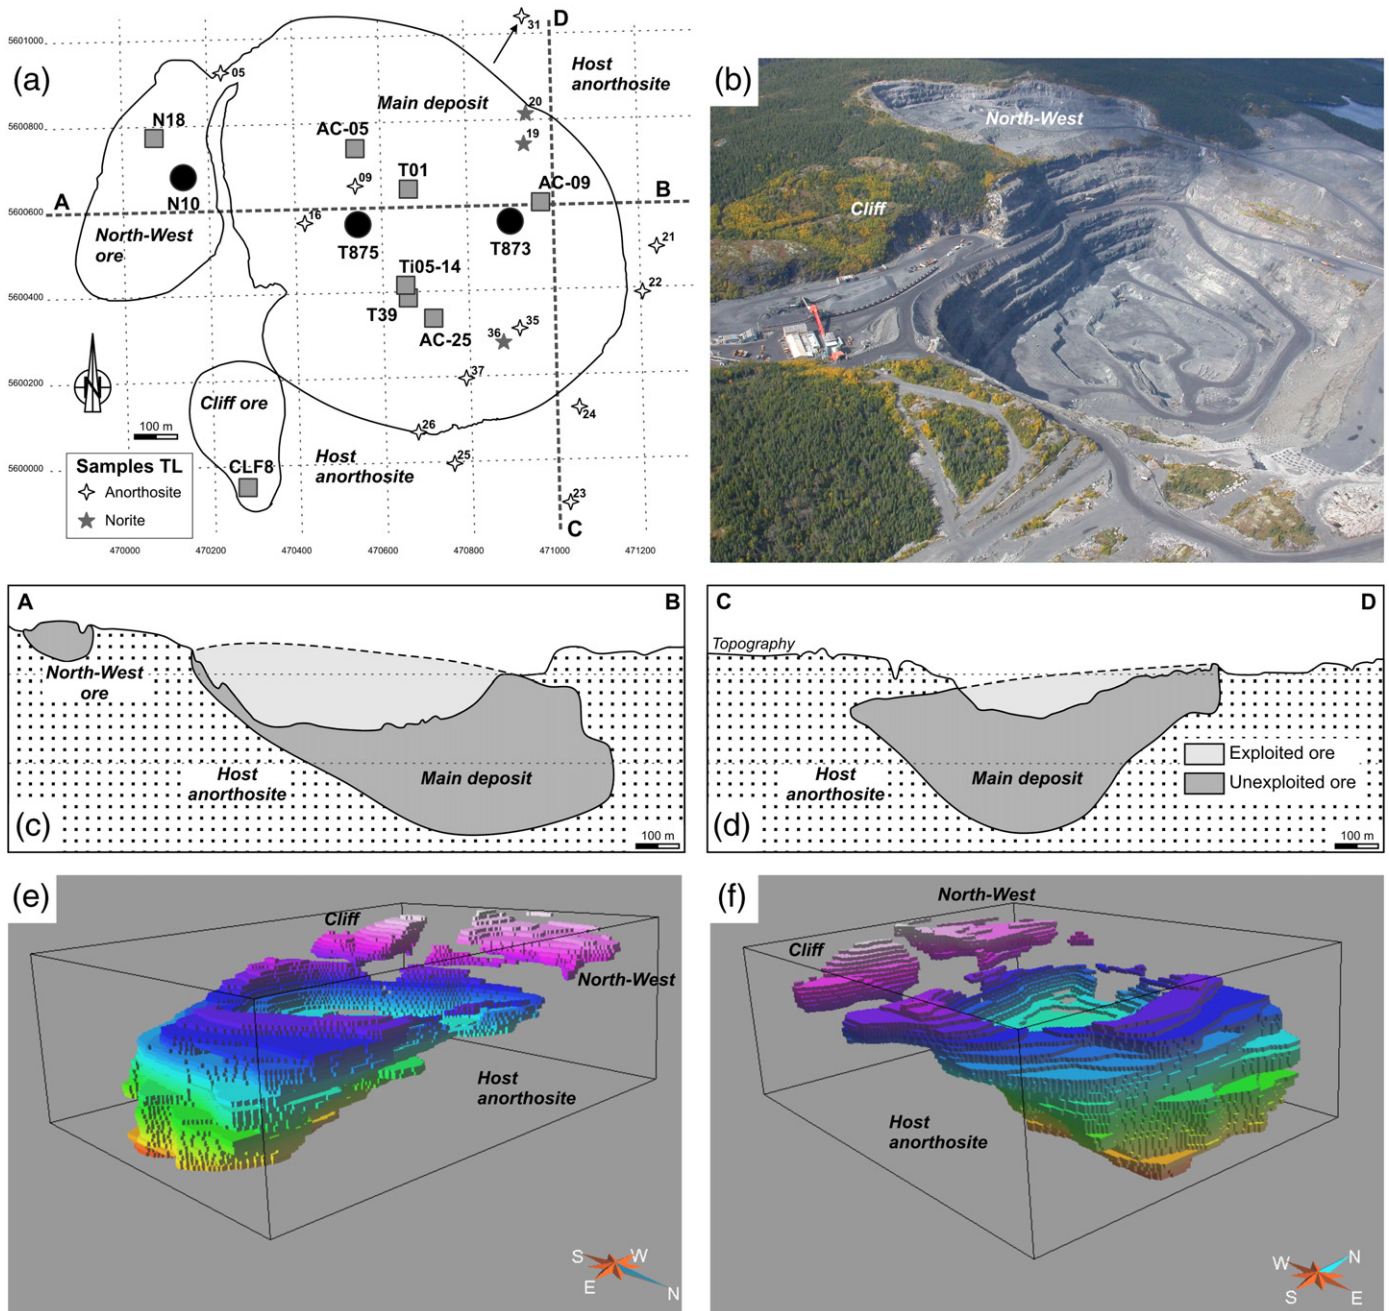 (a)
5601000
5600800
5600600
5600400
5600200
5600000
31
D
Host
anorthosite
05
Main deposit
20
19
N18
AC-05
T01
09
AC-09
A
B
N10
16
T875
T873
North-West
ore
21
22
Ti05-14
T39
AC-25
36
35
37
N
Cliff ore
24
26
100 m
Host
anorthosite
25
CLF8
23
C
Samples TL
Anorthosite
Norite
470000
470200
470400
470600
470800
471000
471200
(b)
North-West
Cliff
A
B
North-West
ore
Host
anorthosite
Main deposit
(c)
100 m
C
D
Topography
Exploited ore
Unexploited ore
Host
anorthosite
Main deposit
(d)
100 m
(e)
Cliff
North-West
Host
anorthosite
S
W
E
N
(f)
North-West
Cliff
Host
anorthosite
W
N
S
E